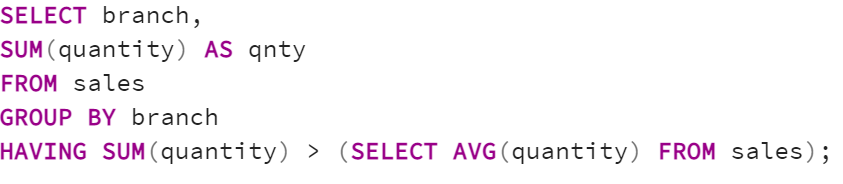 SELECT branch,
SUM(quantity) AS qnty
FROM sales
GROUP BY branch
HAVING SUM(quantity) > (SELECT AVG(quantity) FROM sales);